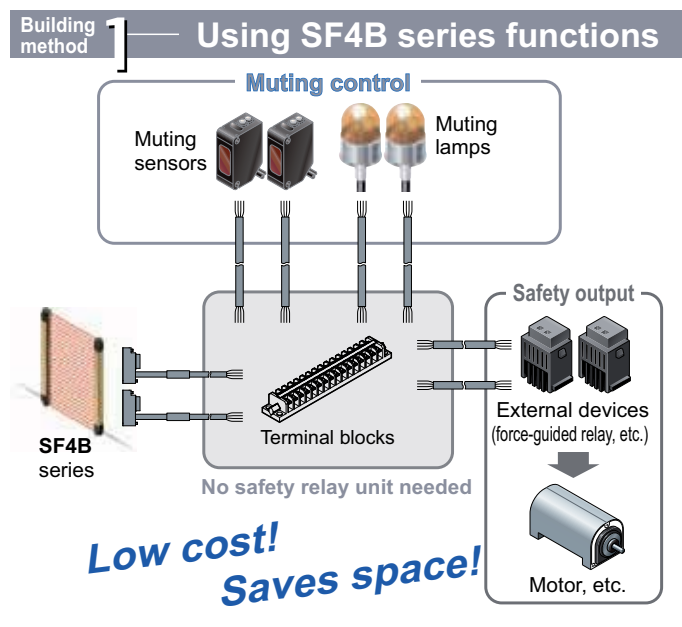 Building
method
1
Using SF4B series functions
Muting control
Muting
sensors
Muting
lamps
Safety output
SF4B
series
Terminal blocks
No safety relay unit needed
External devices
(force-guided relay, etc.)
Motor, etc.
Low cost!
Saves space!